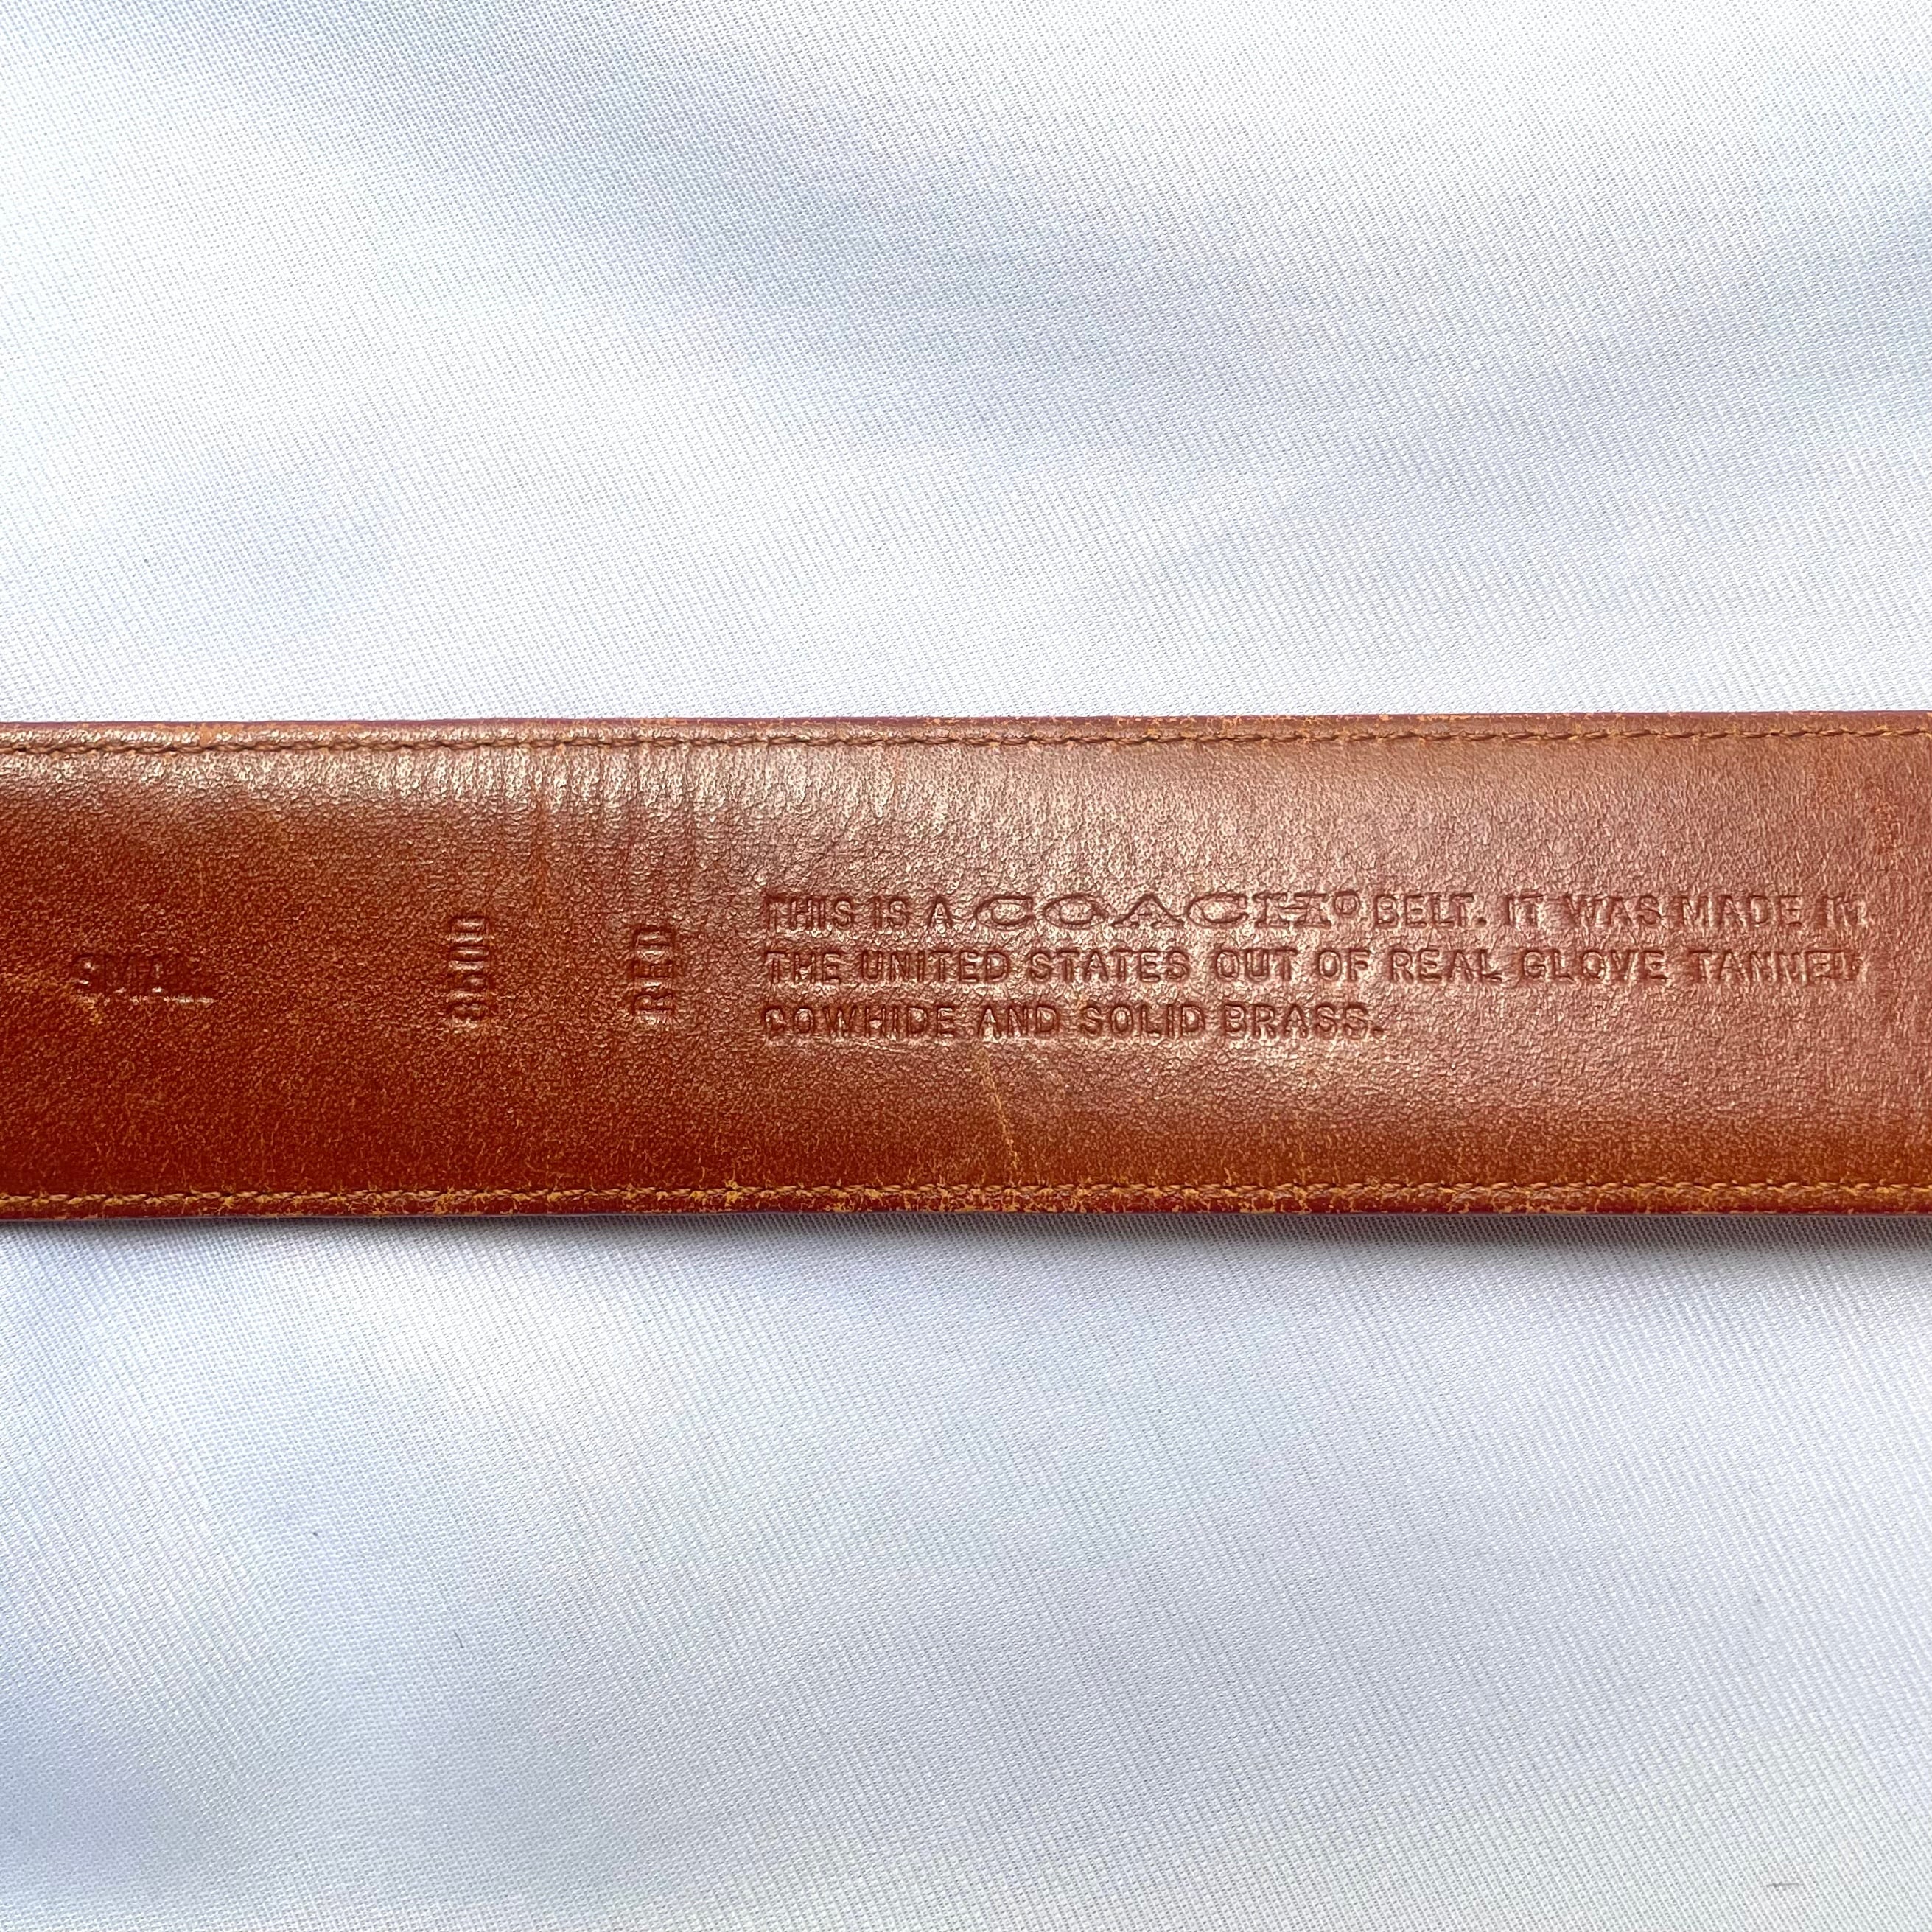 SMALL
RED
THIS IS A COACH® BELT. IT WAS MADE IN
THE UNITED STATES OUT OF REAL GLOVE TANNED
COWHIDE AND SOLID BRASS.